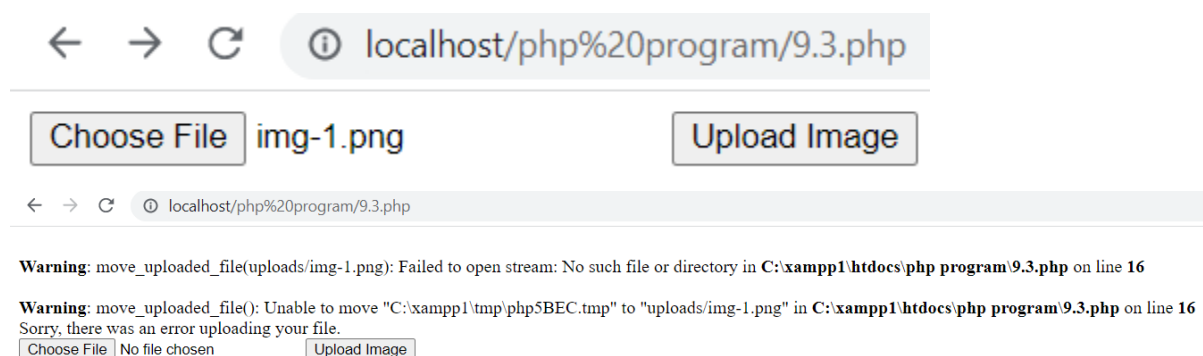 localhost/php%20program/9.3.php
Choose File img-1.png Upload Image
localhost/php%20program/9.3.php
Warning: move_uploaded_file(uploads/img-1.png): Failed to open stream: No such file or directory in C:\xampp1\htdocs\php program\9.3.php on line 16
Warning: move_uploaded_file(): Unable to move "C:\xampp1\tmp\php5BEC.tmp" to "uploads/img-1.png" in C:\xampp1\htdocs\php program\9.3.php on line 16
Sorry, there was an error uploading your file.
Choose File No file chosen Upload Image